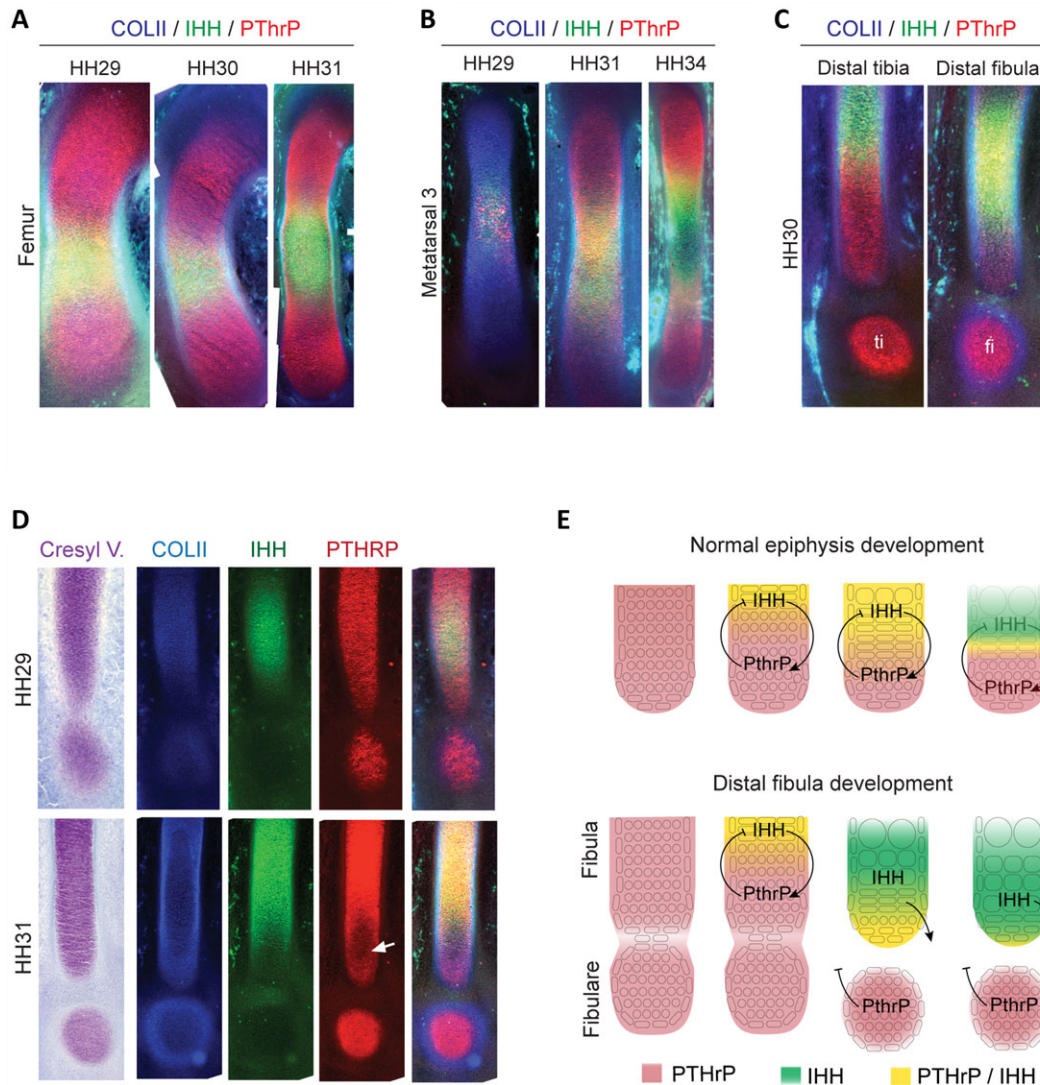 A
COLII / IHH / PThrP
HH29 HH30 HH31
Femur
B
COLII / IHH / PThrP
HH29 HH31 HH34
Metatarsal 3
C
COLII / IHH / PThrP
Distal tibia Distal fibula
HH30
ti fi
D
Cresyl V. COLII IHH PTHRP
HH29
HH31
E
Normal epiphysis development
IHH IHH IHH
PthrP PthrP PthrP
Distal fibula development
Fibula
IHH
PthrP
IHH
IHH
Fibulare
PthrP PthrP
PTHrP IHH PTHrP / IHH